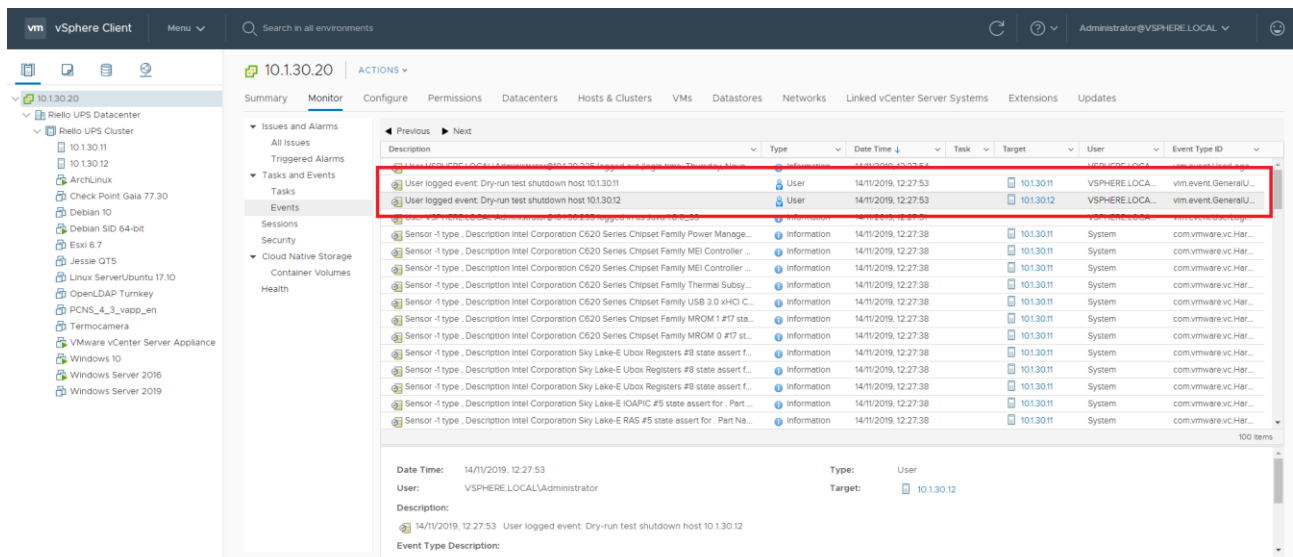 vm vSphere Client Menu Search in all environments Administrator@VSPHERE.LOCAL
10.1.30.20 ACTIONS
Summary Monitor Configure Permissions Datacenters Hosts & Clusters VMs Datastores Networks Linked vCenter Server Systems Extensions Updates
10.1.30.20
Riello UPS Datacenter
Riello UPS Cluster
10.1.30.11
10.1.30.12
ArchLinux
Check Point Gaia 77.30
Debian 10
Debian SID 64-bit
Esxi 6.7
Jessie QT5
Linux ServerUbuntu 17.10
OpenLDAP Turnkey
PCNS_4_3_vapp_en
Termocamera
VMware vCenter Server Appliance
Windows 10
Windows Server 2016
Windows Server 2019
Issues and Alarms
All Issues
Triggered Alarms
Tasks and Events
Tasks
Events
Sessions
Security
Cloud Native Storage
Container Volumes
Health
Previous Next
Description Type Date Time Task Target User Event Type ID
User logged event: Dry-run test shutdown host 10.1.30.11 User 14/11/2019, 12:27:53 10.1.30.11 VSPHERE.LOCA... vim.event.GeneralU...
User logged event: Dry-run test shutdown host 10.1.30.12 User 14/11/2019, 12:27:53 10.1.30.12 VSPHERE.LOCA... vim.event.GeneralU...
Sensor -1 type , Description Intel Corporation C620 Series Chipset Family Power Manage... Information 14/11/2019, 12:27:38 10.1.30.11 System com.vmware.vc.Har...
Sensor -1 type , Description Intel Corporation C620 Series Chipset Family MEI Controller ... Information 14/11/2019, 12:27:38 10.1.30.11 System com.vmware.vc.Har...
Sensor -1 type , Description Intel Corporation C620 Series Chipset Family MEI Controller ... Information 14/11/2019, 12:27:38 10.1.30.11 System com.vmware.vc.Har...
Sensor -1 type , Description Intel Corporation C620 Series Chipset Family Thermal Subsy... Information 14/11/2019, 12:27:38 10.1.30.11 System com.vmware.vc.Har...
Sensor -1 type , Description Intel Corporation C620 Series Chipset Family USB 3.0 xHCI C... Information 14/11/2019, 12:27:38 10.1.30.11 System com.vmware.vc.Har...
Sensor -1 type , Description Intel Corporation C620 Series Chipset Family MROM 1 #17 sta... Information 14/11/2019, 12:27:38 10.1.30.11 System com.vmware.vc.Har...
Sensor -1 type , Description Intel Corporation C620 Series Chipset Family MROM 0 #17 st... Information 14/11/2019, 12:27:38 10.1.30.11 System com.vmware.vc.Har...
Sensor -1 type , Description Intel Corporation Sky Lake-E Ubox Registers #8 state assert f... Information 14/11/2019, 12:27:38 10.1.30.11 System com.vmware.vc.Har...
Sensor -1 type , Description Intel Corporation Sky Lake-E Ubox Registers #8 state assert f... Information 14/11/2019, 12:27:38 10.1.30.11 System com.vmware.vc.Har...
Sensor -1 type , Description Intel Corporation Sky Lake-E Ubox Registers #8 state assert f... Information 14/11/2019, 12:27:38 10.1.30.11 System com.vmware.vc.Har...
Sensor -1 type , Description Intel Corporation Sky Lake-E IOAPIC #5 state assert for . Part ... Information 14/11/2019, 12:27:38 10.1.30.11 System com.vmware.vc.Har...
Sensor -1 type , Description Intel Corporation Sky Lake-E RAS #5 state assert for . Part Na... Information 14/11/2019, 12:27:38 10.1.30.11 System com.vmware.vc.Har...
100 items
Date Time: 14/11/2019, 12:27:53 Type: User
User: VSPHERE.LOCAL\Administrator Target: 10.1.30.12
Description:
14/11/2019, 12:27:53 User logged event: Dry-run test shutdown host 10.1.30.12
Event Type Description: